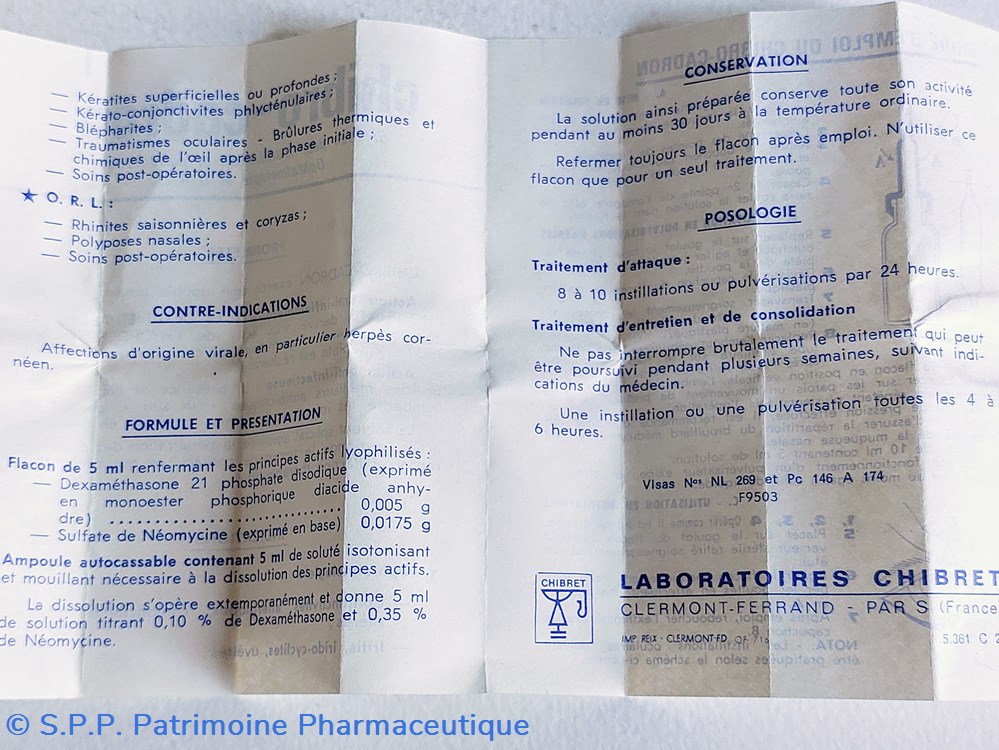 — Kératites superficielles ou profondes ;
— Kérato-conjonctivites phlycténulaires ;
— Blépharites ;
— Traumatismes oculaires - Brûlures thermiques et
chimiques de l'œil après la phase initiale ;
— Soins post-opératoires.
★ O. R. L. :
— Rhinites saisonnières et coryzas ;
— Polyposes nasales ;
— Soins post-opératoires.
CONTRE-INDICATIONS
Affections d'origine virale, en particulier herpès cor-
néen.
FORMULE ET PRESENTATION
Flacon de 5 ml renfermant les principes actifs lyophilisés :
— Dexaméthasone 21 phosphate disodique (exprimé
en monoester phosphorique diacide anhy-
dre) .............................. 0,005 g
— Sulfate de Néomycine (exprimé en base) 0,0175 g
Ampoule autocassable contenant 5 ml de soluté isotonisant
et mouillant nécessaire à la dissolution des principes actifs.
La dissolution s'opère extemporanément et donne 5 ml
de solution titrant 0,10 % de Dexaméthasone et 0,35 %
de Néomycine.
CONSERVATION
La solution ainsi préparée conserve toute son activité
pendant au moins 30 jours à la température ordinaire.
Refermer toujours le flacon après emploi. N'utiliser ce
flacon que pour un seul traitement.
POSOLOGIE
Traitement d'attaque :
8 à 10 instillations ou pulvérisations par 24 heures.
Traitement d'entretien et de consolidation
Ne pas interrompre brutalement le traitement qui peut
être poursuivi pendant plusieurs semaines, suivant indi-
cations du médecin.
Une instillation ou une pulvérisation toutes les 4 à
6 heures.
Visas Nos NL 269 et Pc 146 A 174
F9503
CHIBRET
LABORATOIRES CHIBRET
CLERMONT-FERRAND - PARIS (France
IMP. REIX - CLERMONT-FD
5.361 C 2
© S.P.P. Patrimoine Pharmaceutique